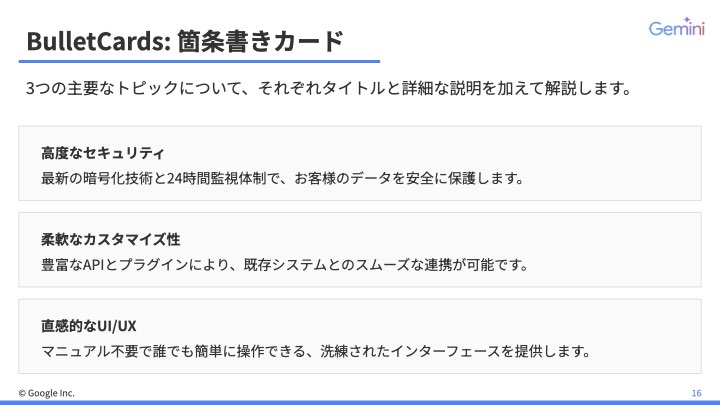 BulletCards: 箇条書きカード
Gemini
3つの主要なトピックについて、それぞれタイトルと詳細な説明を加えて解説します。
高度なセキュリティ
最新の暗号化技術と24時間監視体制で、お客様のデータを安全に保護します。
柔軟なカスタマイズ性
豊富なAPIとプラグインにより、既存システムとのスムーズな連携が可能です。
直感的なUI/UX
マニュアル不要で誰でも簡単に操作できる、洗練されたインターフェースを提供します。
© Google Inc.
16